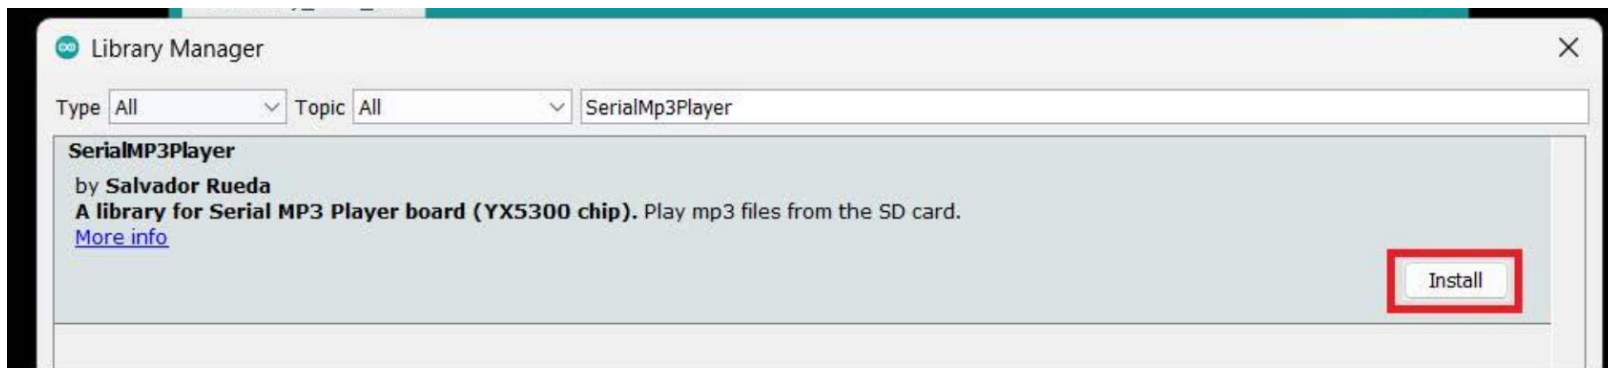 Library Manager
Type All Topic All SerialMp3Player
SerialMP3Player
by Salvador Rueda
A library for Serial MP3 Player board (YX5300 chip). Play mp3 files from the SD card.
More info
Install